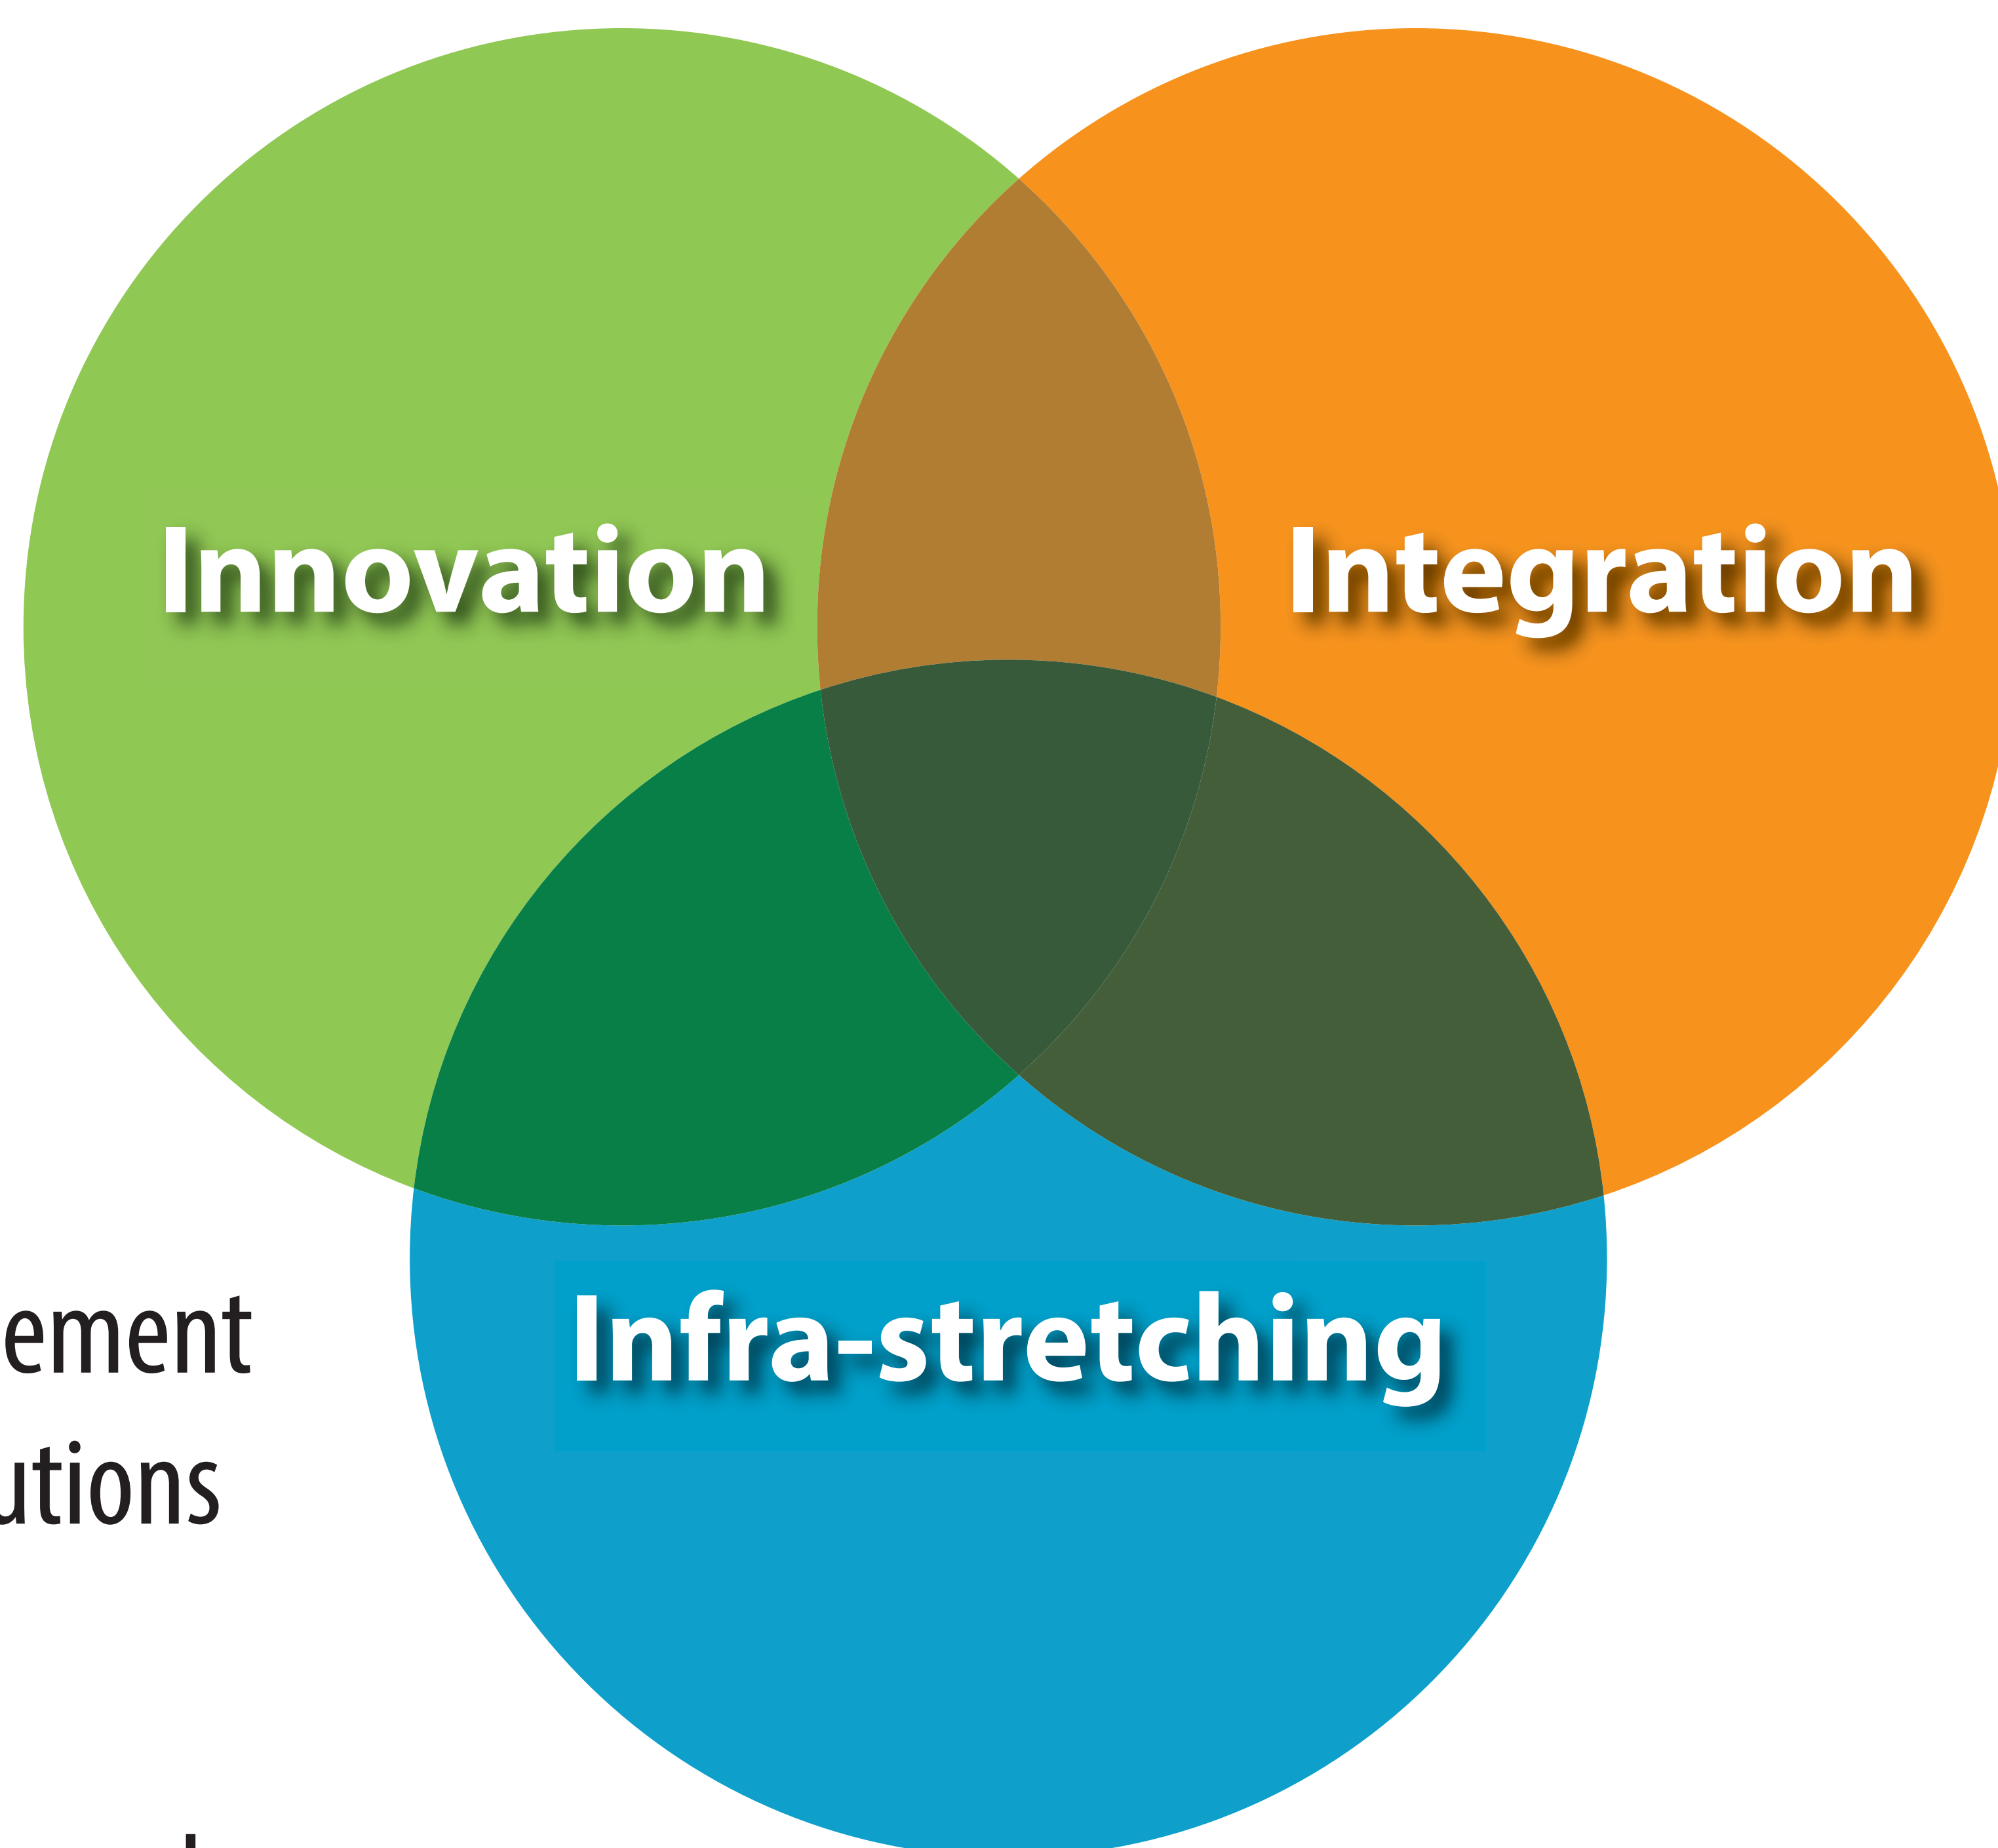 Innovation
Integration
Infra-stretching
ement
utions